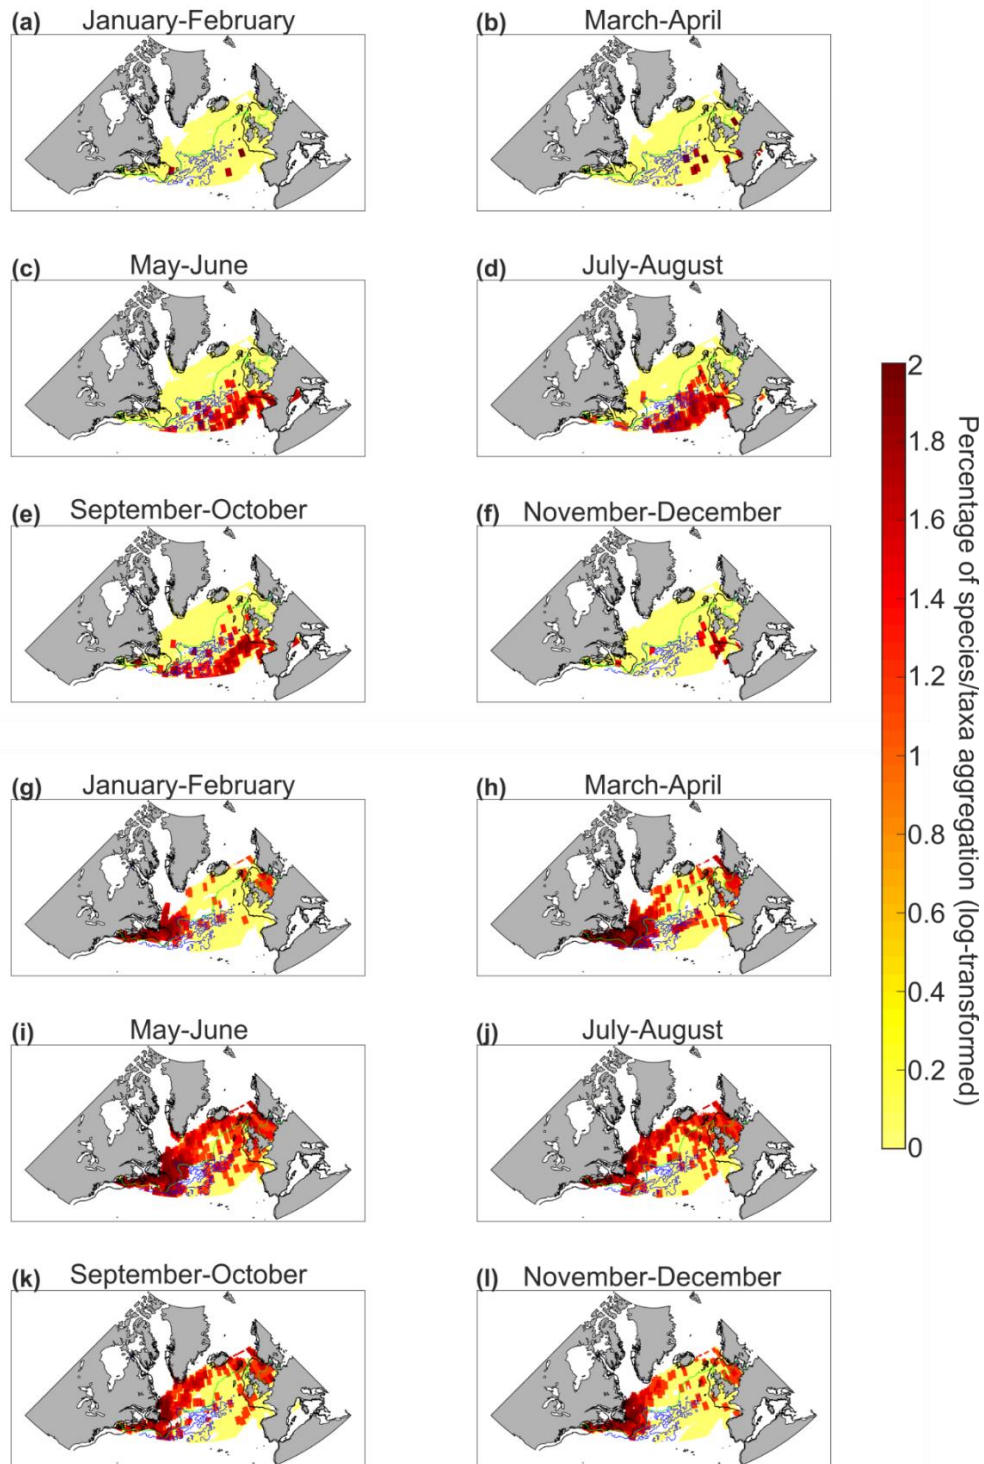 (a) January-February
(b) March-April
(c) May-June
(d) July-August
(e) September-October
(f) November-December
(g) January-February
(h) March-April
(i) May-June
(j) July-August
(k) September-October
(l) November-December
2
1.8
1.6
1.4
1.2
1
0.8
0.6
0.4
0.2
0
Percentage of species/taxa aggregation (log-transformed)